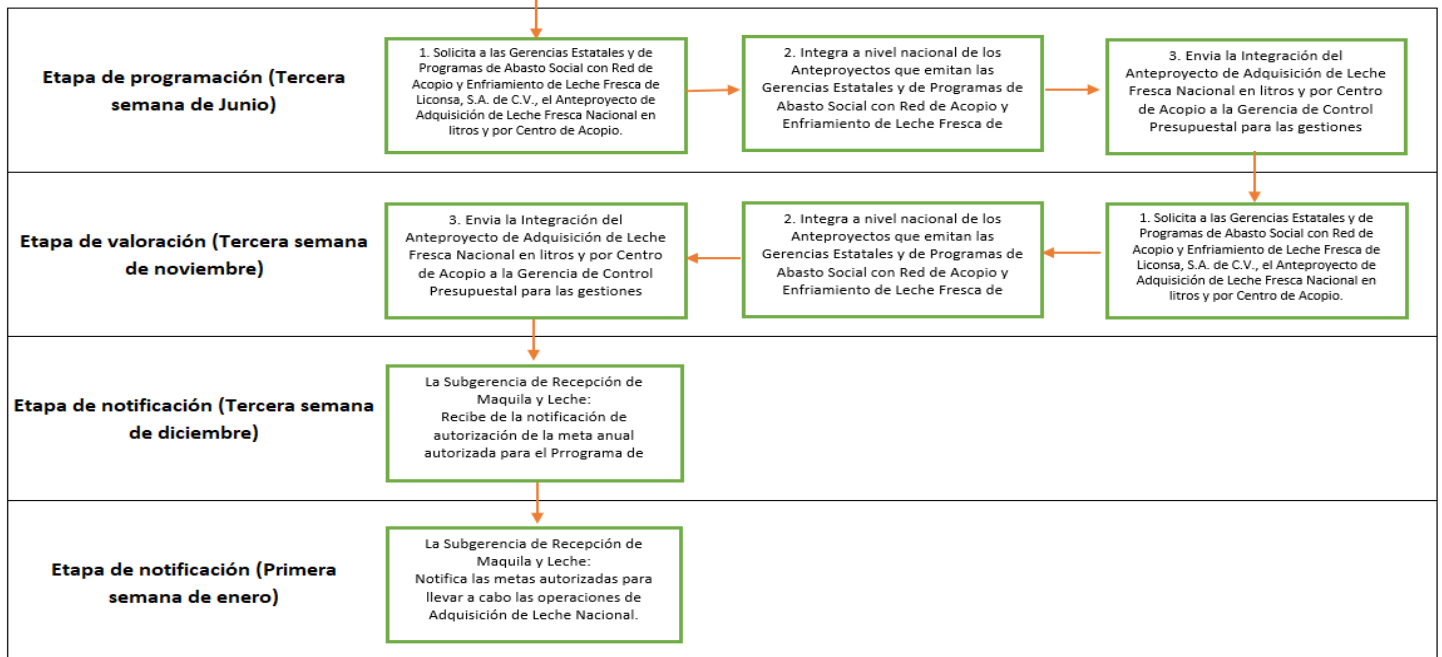 Etapa de programación (Tercera
semana de Junio)
1. Solicita a las Gerencias Estatales y de
Programas de Abasto Social con Red de
Acopio y Enfriamiento de Leche Fresca de
Liconsa, S.A. de C.V., el Anteproyecto de
Adquisición de Leche Fresca Nacional en
litros y por Centro de Acopio.
2. Integra a nivel nacional de los
Anteproyectos que emitan las
Gerencias Estatales y de Programas de
Abasto Social con Red de Acopio y
Enfriamiento de Leche Fresca de
3. Envia la Integración del
Anteproyecto de Adquisición de Leche
Fresca Nacional en litros y por Centro
de Acopio a la Gerencia de Control
Presupuestal para las gestiones
Etapa de valoración (Tercera semana
de noviembre)
3. Envia la Integración del
Anteproyecto de Adquisición de Leche
Fresca Nacional en litros y por Centro
de Acopio a la Gerencia de Control
Presupuestal para las gestiones
2. Integra a nivel nacional de los
Anteproyectos que emitan las
Gerencias Estatales y de Programas de
Abasto Social con Red de Acopio y
Enfriamiento de Leche Fresca de
1. Solicita a las Gerencias Estatales y de
Programas de Abasto Social con Red de
Acopio y Enfriamiento de Leche Fresca de
Liconsa, S.A. de C.V., el Anteproyecto de
Adquisición de Leche Fresca Nacional en
litros y por Centro de Acopio.
Etapa de notificación (Tercera semana
de diciembre)
La Subgerencia de Recepción de
Maquila y Leche:
Recibe de la notificación de
autorización de la meta anual
autorizada para el Prrograma de
Etapa de notificación (Primera
semana de enero)
La Subgerencia de Recepción de
Maquila y Leche:
Notifica las metas autorizadas para
llevar a cabo las operaciones de
Adquisición de Leche Nacional.